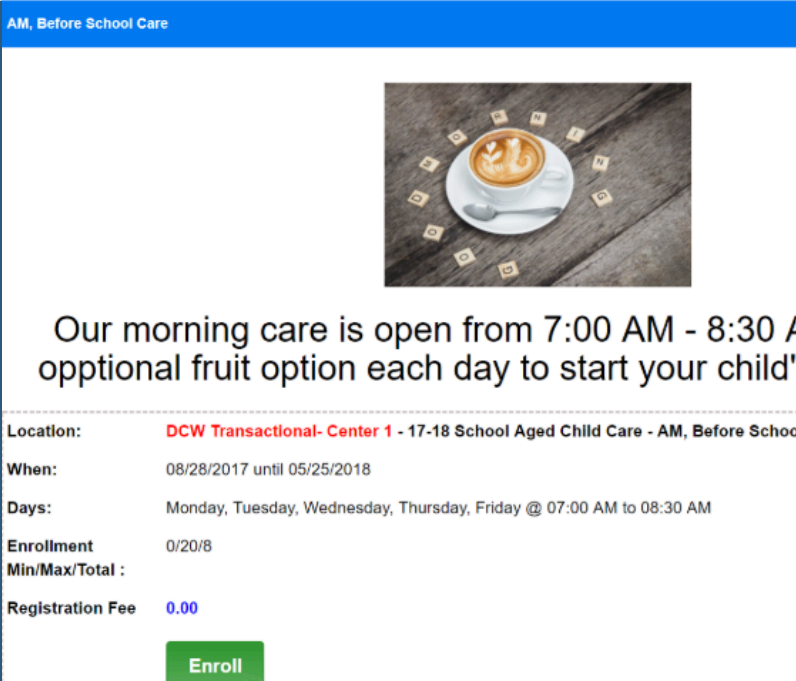 AM, Before School Care
GOOD MORNING
Our morning care is open from 7:00 AM - 8:30 A
opptional fruit option each day to start your child'
Location: DCW Transactional- Center 1 - 17-18 School Aged Child Care - AM, Before Schoo
When: 08/28/2017 until 05/25/2018
Days: Monday, Tuesday, Wednesday, Thursday, Friday @ 07:00 AM to 08:30 AM
Enrollment 0/20/8
Min/Max/Total :
Registration Fee 0.00
Enroll